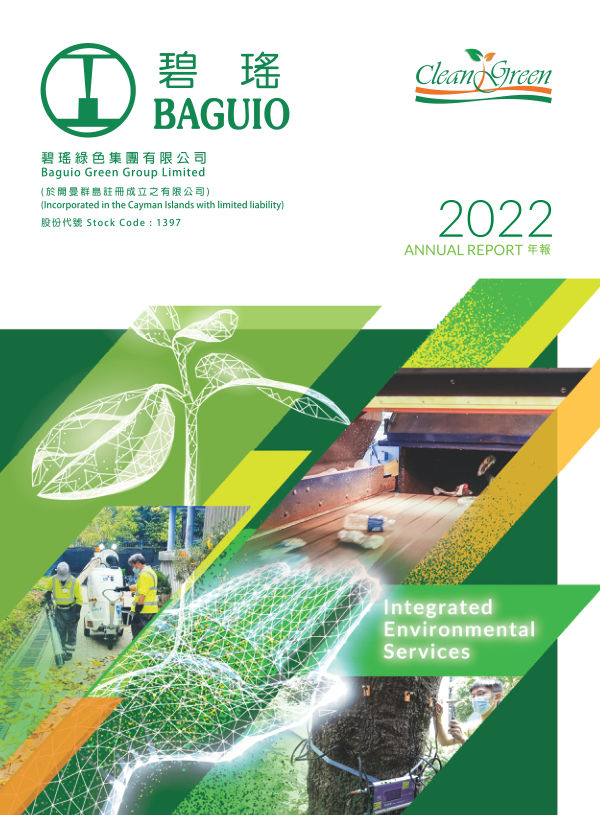 碧瑤
BAGUIO
Clean Green
碧瑤綠色集團有限公司
Baguio Green Group Limited
(於開曼群島註冊成立之有限公司)
(Incorporated in the Cayman Islands with limited liability)
股份代號 Stock Code : 1397
2022
ANNUAL REPORT 年報
Integrated
Environmental
Services